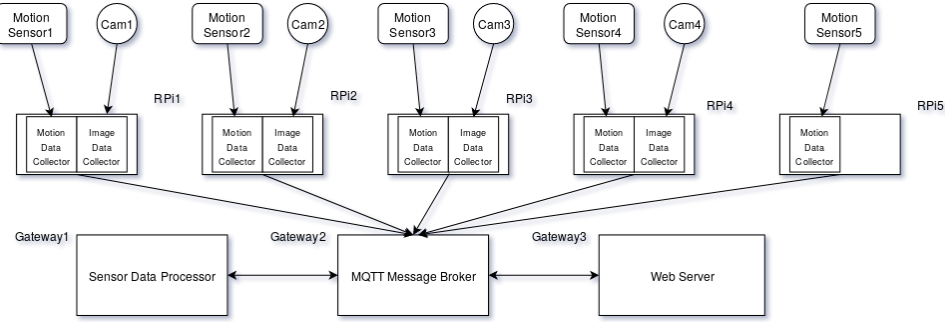 Motion
Sensor1
Cam1
Motion
Sensor2
Cam2
Motion
Sensor3
Cam3
Motion
Sensor4
Cam4
Motion
Sensor5
RPi1
RPi2
RPi3
RPi4
RPi5
Motion
Data
Collector
Image
Data
Collector
Motion
Data
Collector
Image
Data
Collector
Motion
Data
Collector
Image
Data
Collector
Motion
Data
Collector
Image
Data
Collector
Motion
Data
Collector
Gateway1
Sensor Data Processor
Gateway2
MQTT Message Broker
Gateway3
Web Server